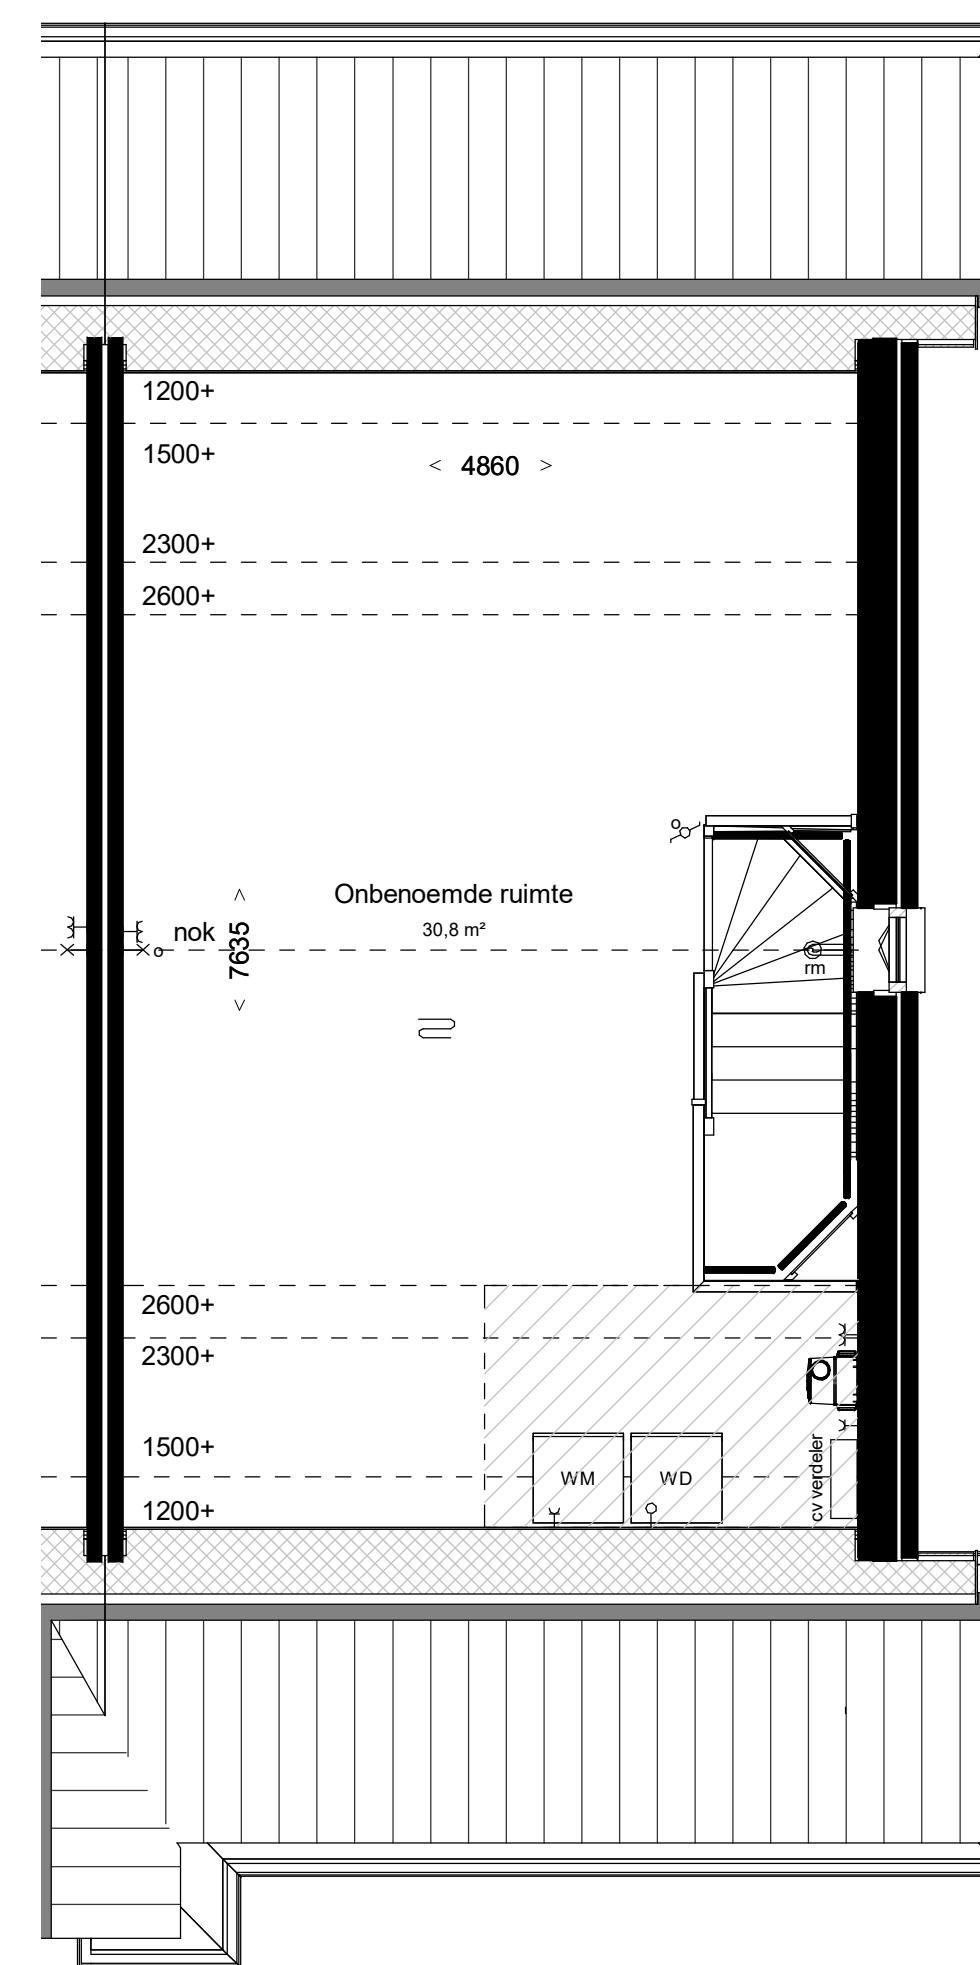 1200+
1500+
< 4860 >
2300+
2600+
o
Onbenoemde ruimte
30,8 m²
nok
< 7635 >
o
rm
2600+
2300+
1500+
WM
WD
cv verdeler
1200+